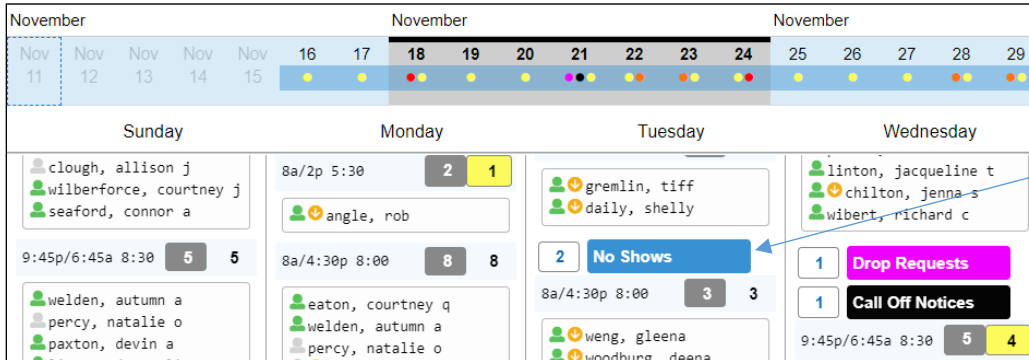 November November November
Nov Nov Nov Nov Nov 16 17 18 19 20 21 22 23 24 25 26 27 28 29
11 12 13 14 15
Sunday Monday Tuesday Wednesday
clough, allison j
wilberforce, courtney j
seaford, connor a
9:45p/6:45a 8:30 5 5
welden, autumn a
percy, natalie o
paxton, devin a
8a/2p 5:30 2 1
angle, rob
8a/4:30p 8:00 8 8
eaton, courtney q
welden, autumn a
percy, natalie o
gremlin, tiff
daily, shelly
2 No Shows
8a/4:30p 8:00 3 3
weng, gleena
woodburg, deena
linton, jacqueline t
chilton, jenna s
wibert, richard c
1 Drop Requests
1 Call Off Notices
9:45p/6:45a 8:30 5 4